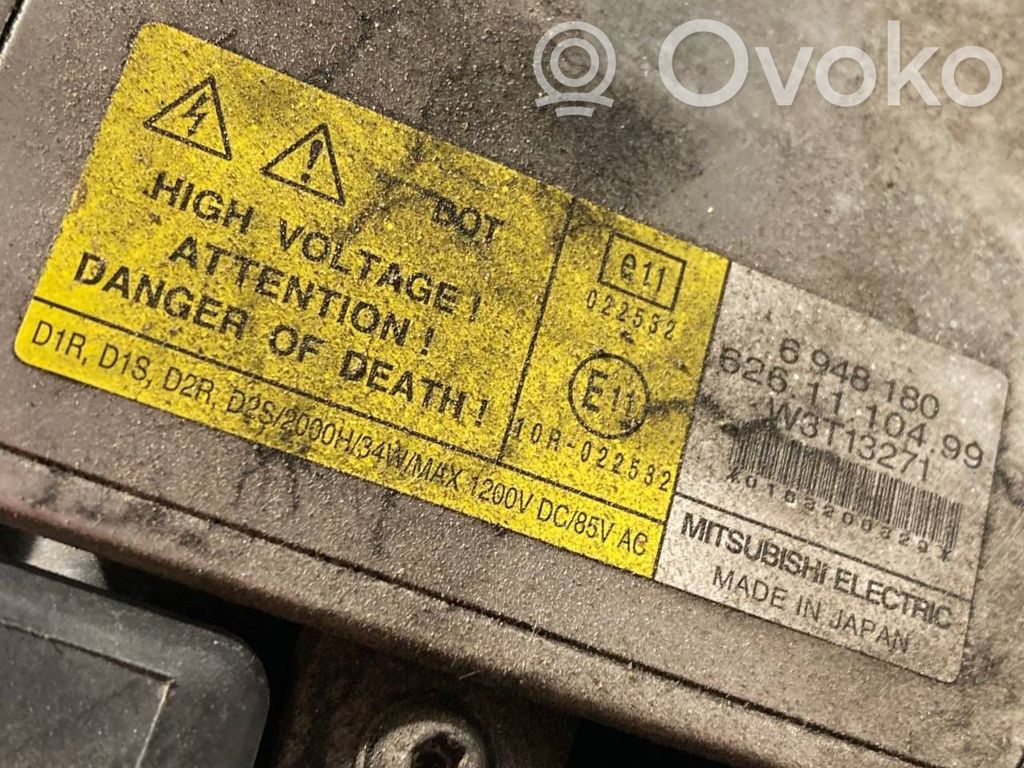 Ovoko
DOT
HIGH VOLTAGE!
ATTENTION!
DANGER OF DEATH!
D1R, D1S, D2R, D2S/2000H/34W/MAX 1200V DC/85V AC
e11
022532
E11
10R-022532
6 948 180
626.11.104.99
W3T13271
MITSUBISHI ELECTRIC
MADE IN JAPAN